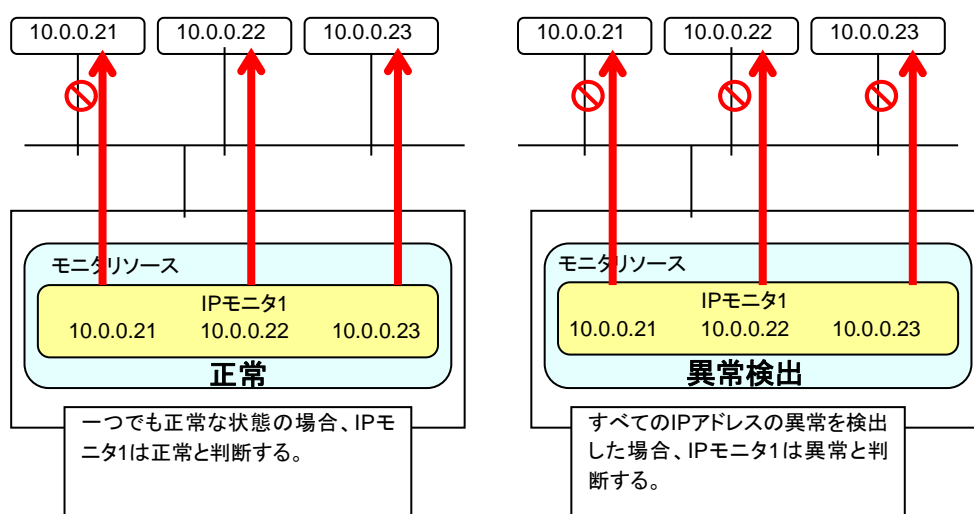 10.0.0.21
10.0.0.22
10.0.0.23
モニタリソース
IPモニタ1
10.0.0.21 10.0.0.22 10.0.0.23
正常
一つでも正常な状態の場合、IPモ
ニタ1は正常と判断する。
10.0.0.21
10.0.0.22
10.0.0.23
モニタリソース
IPモニタ1
10.0.0.21 10.0.0.22 10.0.0.23
異常検出
すべてのIPアドレスの異常を検出
した場合、IPモニタ1は異常と判
断する。